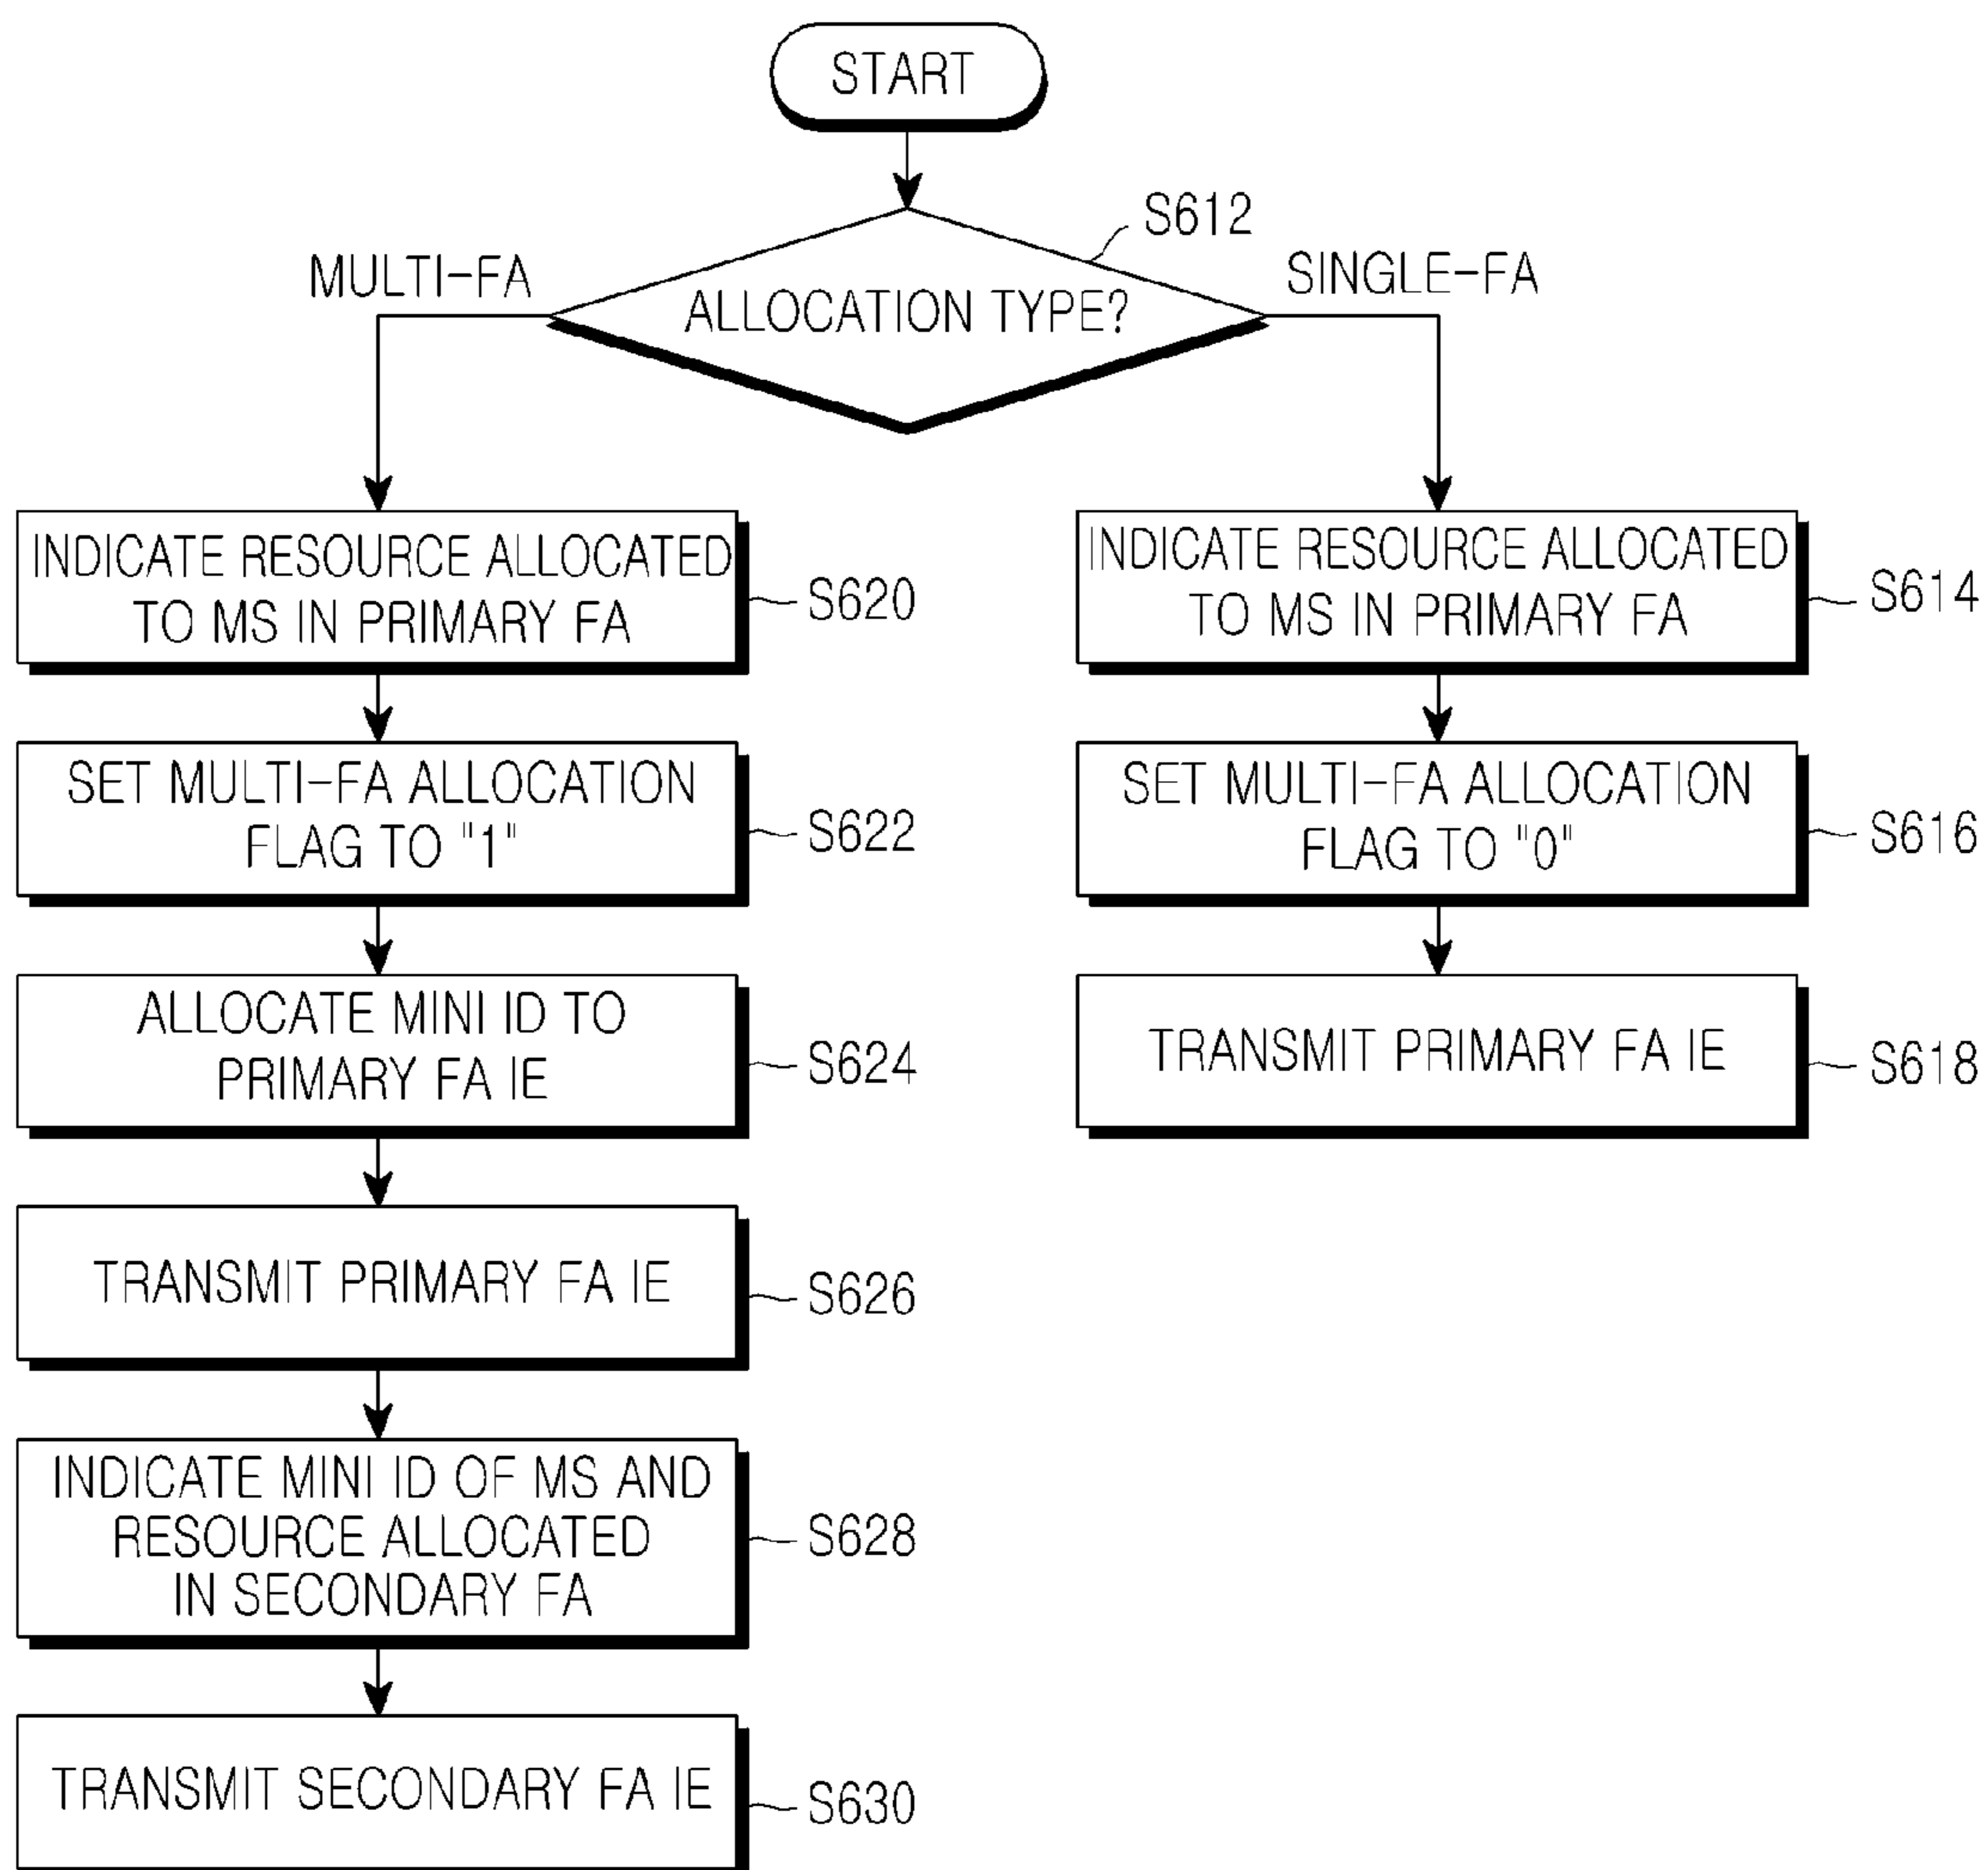 START
S612
MULTI-FA
SINGLE-FA
ALLOCATION TYPE?
INDICATE RESOURCE ALLOCATED
TO MS IN PRIMARY FA
S620
SET MULTI-FA ALLOCATION
FLAG TO "1"
S622
ALLOCATE MINI ID TO
PRIMARY FA IE
S624
TRANSMIT PRIMARY FA IE
S626
INDICATE MINI ID OF MS AND
RESOURCE ALLOCATED
IN SECONDARY FA
S628
TRANSMIT SECONDARY FA IE
S630
INDICATE RESOURCE ALLOCATED
TO MS IN PRIMARY FA
S614
SET MULTI-FA ALLOCATION
FLAG TO "0"
S616
TRANSMIT PRIMARY FA IE
S618